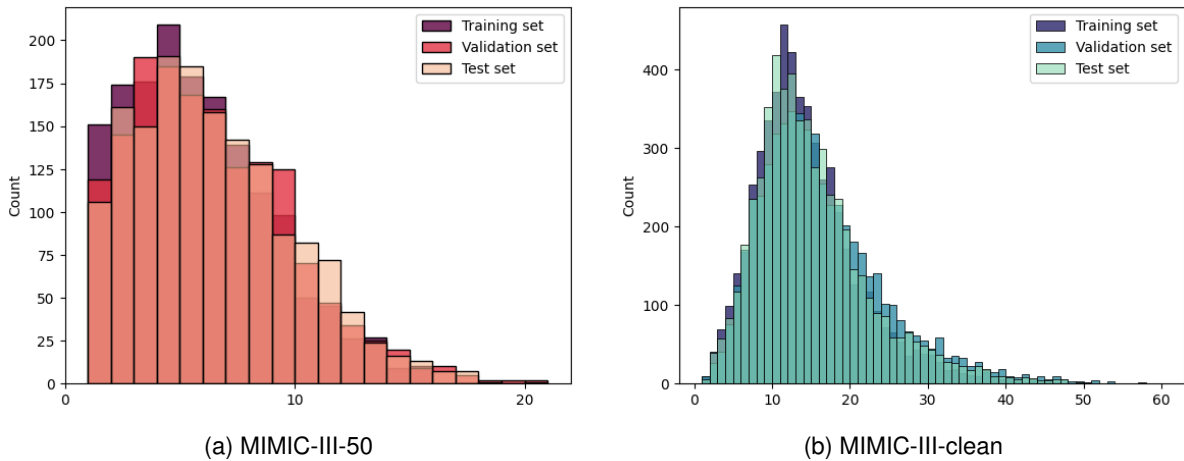 Training set
Validation set
Test set
Count
200
175
150
125
100
75
50
25
0
0
10
20
(a) MIMIC-III-50
Training set
Validation set
Test set
Count
400
300
200
100
0
0
10
20
30
40
50
60
(b) MIMIC-III-clean